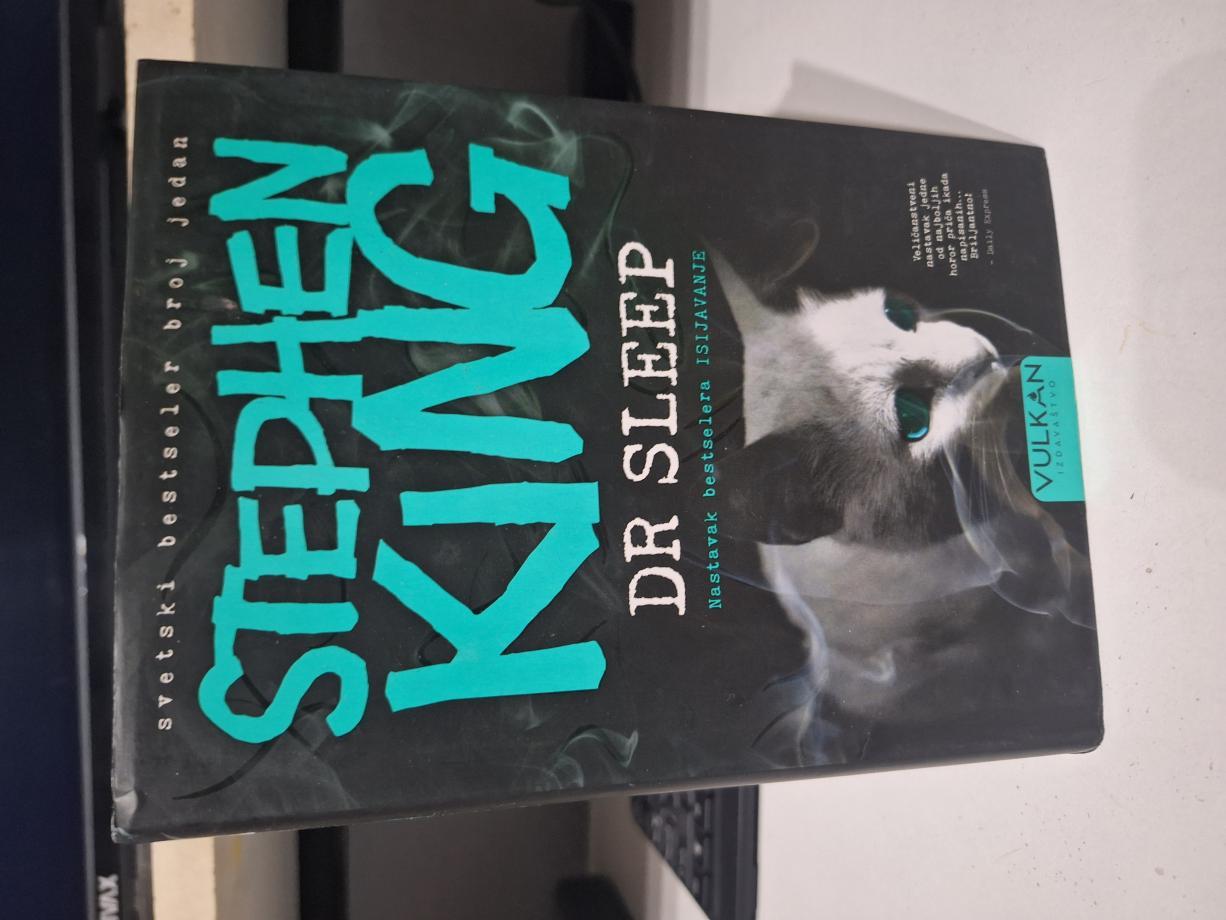 svetski bestseler broj jedan
STEPHEN
KING
DR SLEEP
Nastavak bestselera ISIJAVANJE
Veličanstveni
nastavak jedne
od najboljih
horor priča ikada
napisanih...
Briljantno!
- Daily Express
VULKAN
IZDAVAŠTVO